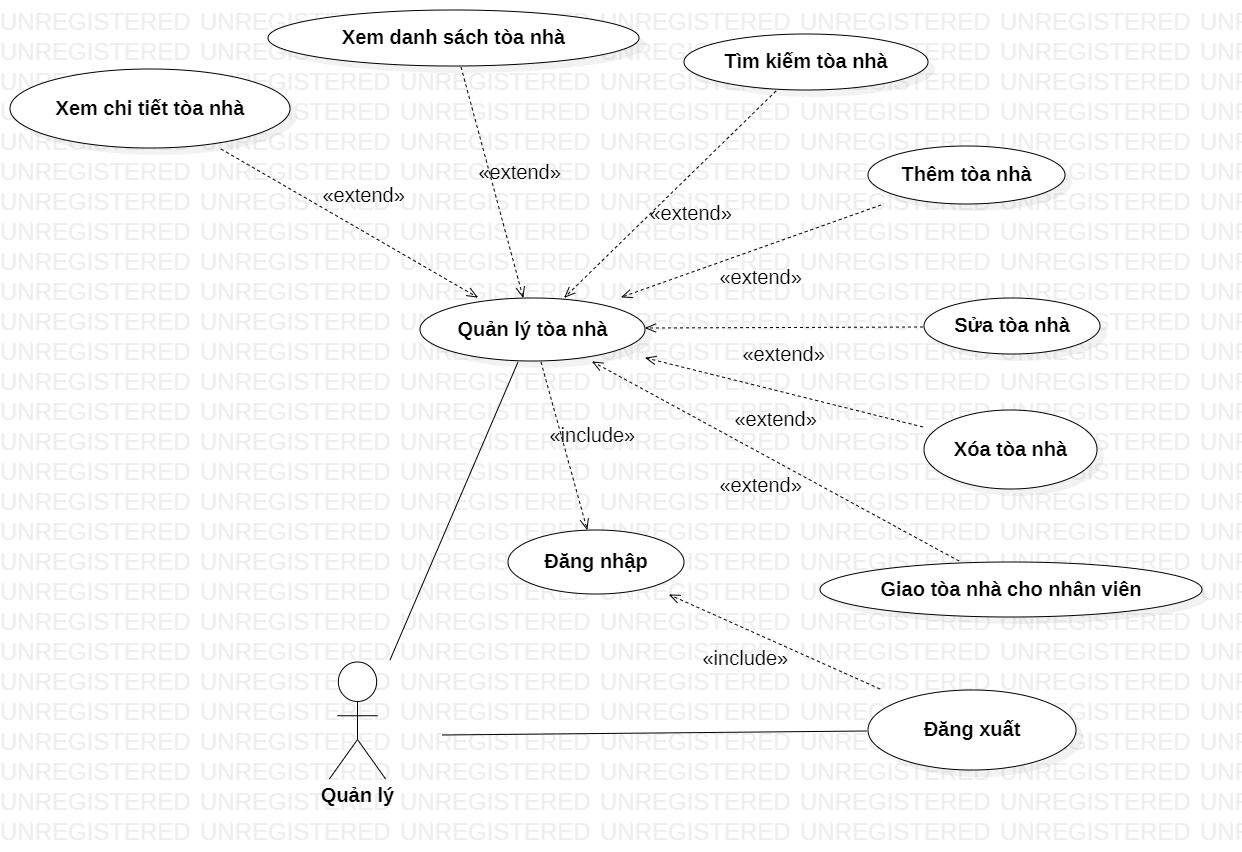 Xem danh sách tòa nhà
Tìm kiếm tòa nhà
Xem chi tiết tòa nhà
«extend»
«extend»
«extend»
Thêm tòa nhà
«extend»
Quản lý tòa nhà
Sửa tòa nhà
«extend»
«extend»
«include»
Xóa tòa nhà
«extend»
Đăng nhập
Giao tòa nhà cho nhân viên
«include»
Đăng xuất
Quản lý
UNREGISTERED